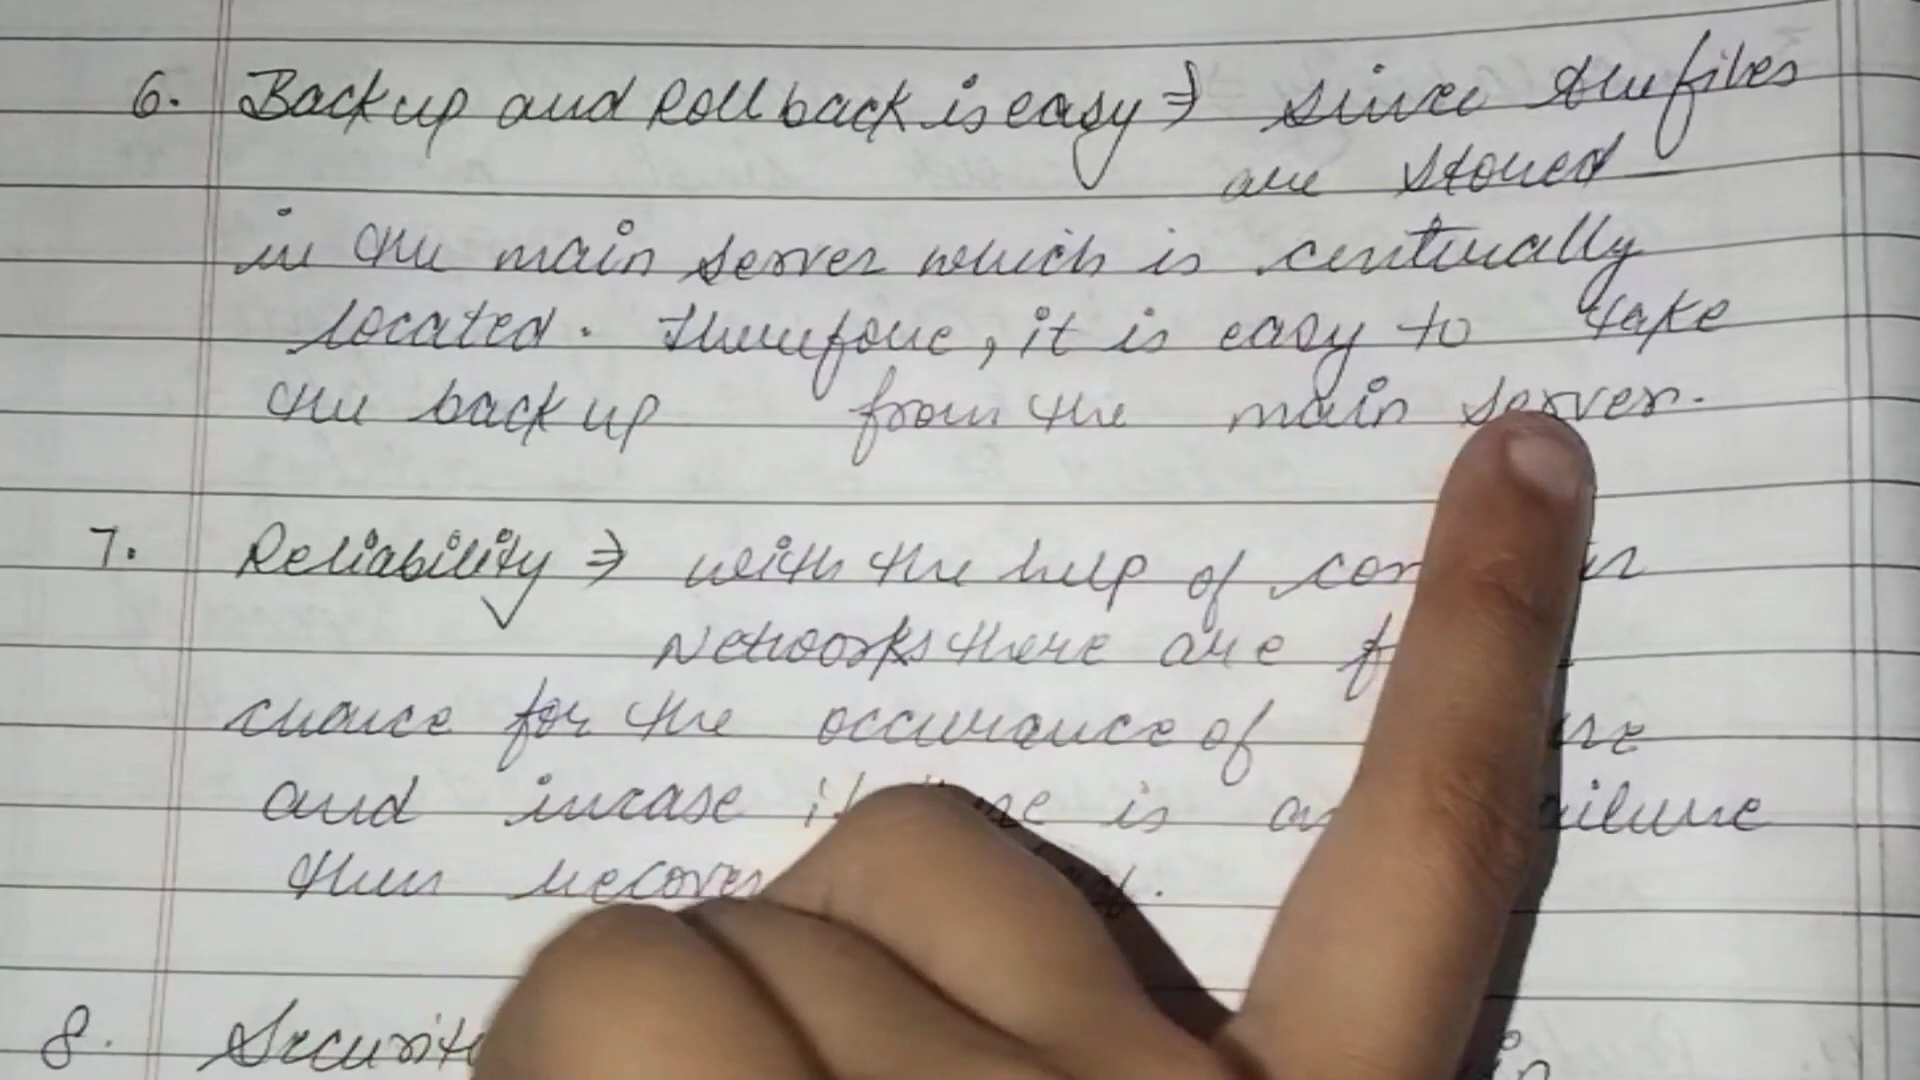 6. Backup and Roll back is easy ⇒ since the files
are stored
in the main server which is centrually
located. Therefore, it is easy to take
the back up from the main server.
7. Reliability ⇒ with the help of
Networks there are
chance for the occurance of
and incase is
then
8.